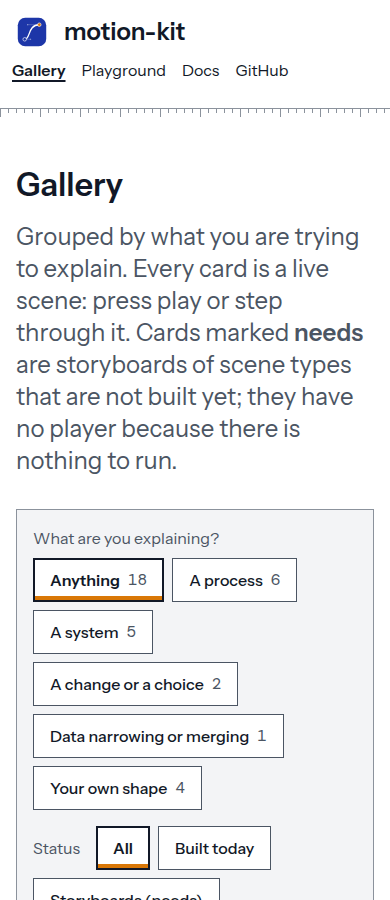 motion-kit
Gallery Playground Docs GitHub
Gallery
Grouped by what you are trying
to explain. Every card is a live
scene: press play or step
through it. Cards marked needs
are storyboards of scene types
that are not built yet; they have
no player because there is
nothing to run.
What are you explaining?
Anything 18 A process 6
A system 5
A change or a choice 2
Data narrowing or merging 1
Your own shape 4
Status All Built today
Storyboards (needs)